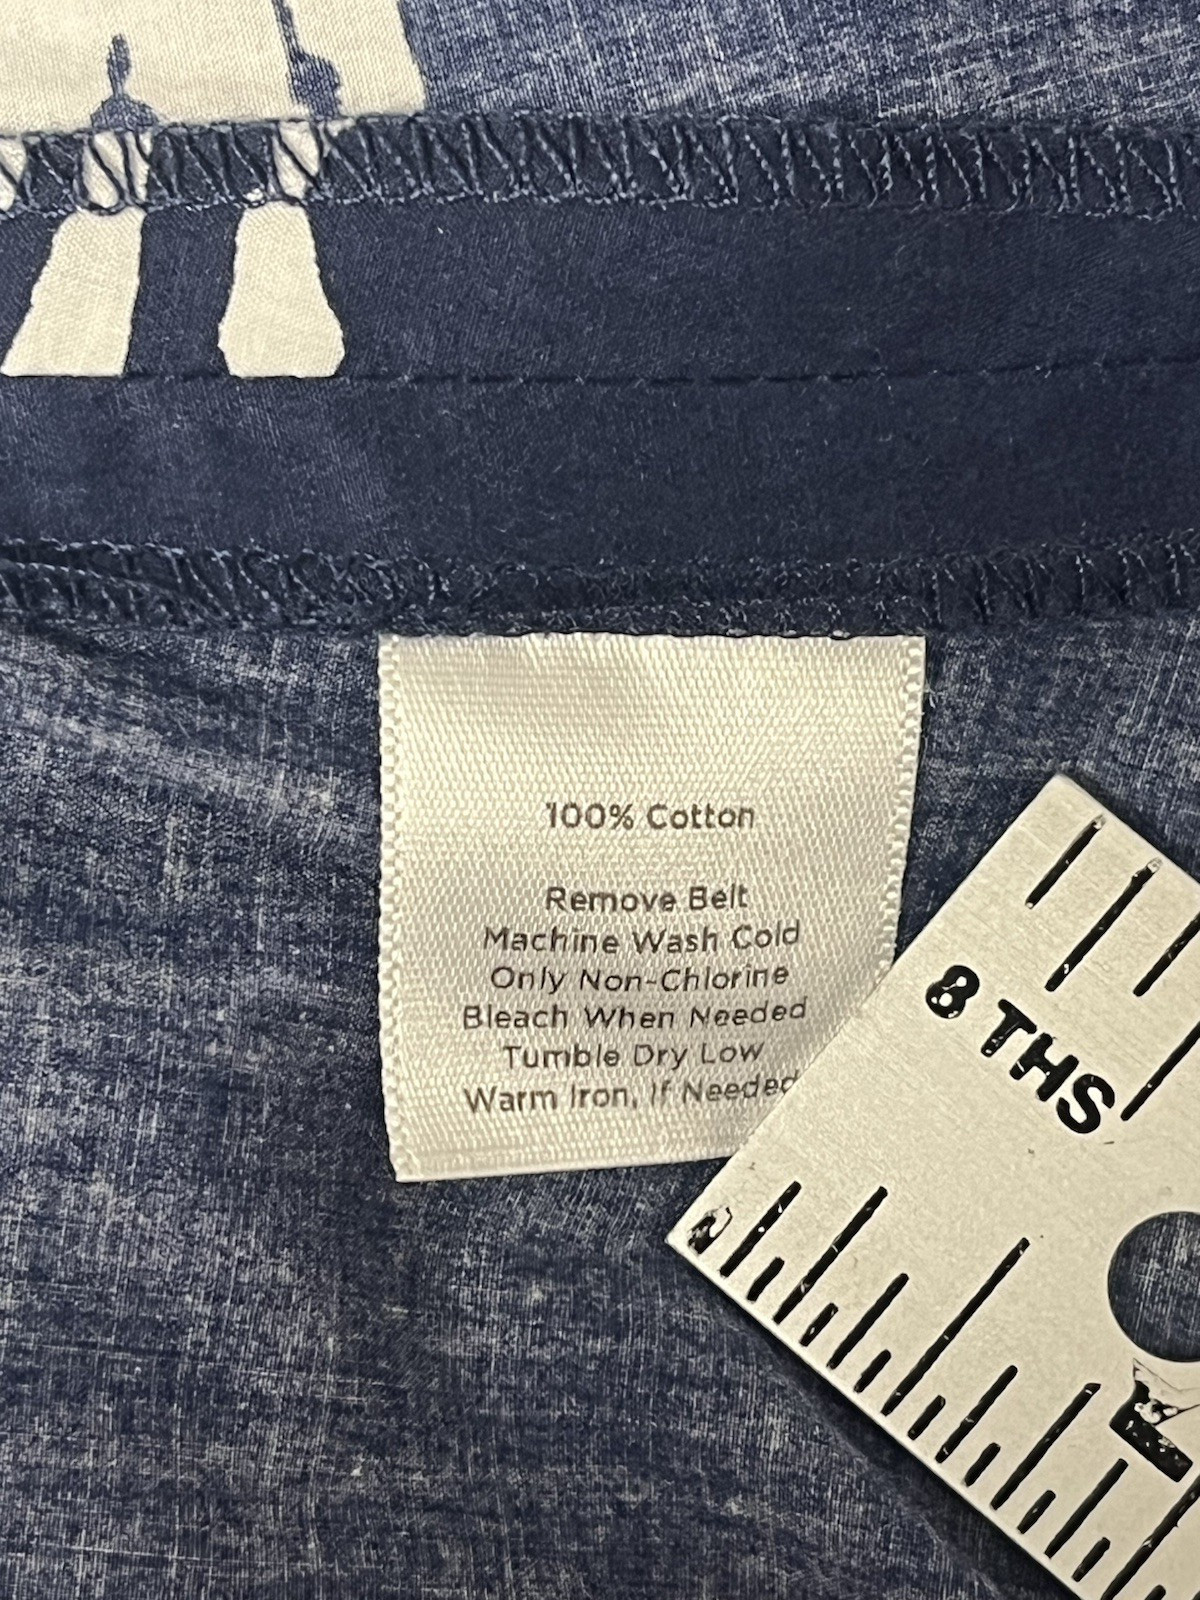 100% Cotton
Remove Belt
Machine Wash Cold
Only Non-Chlorine
Bleach When Needed
Tumble Dry Low
Warm Iron, If Needed
8 THS